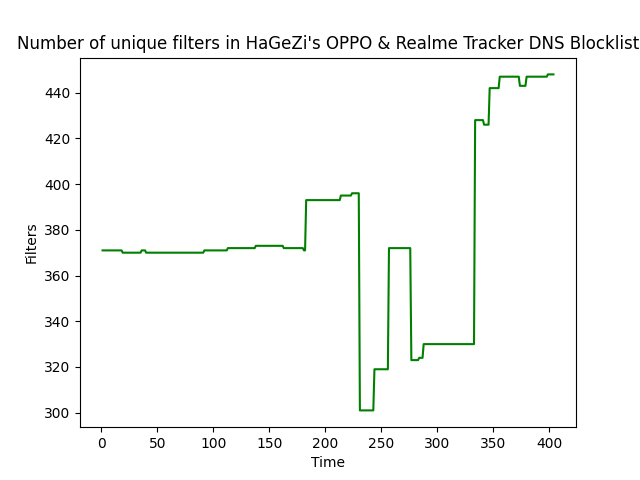 Number of unique filters in HaGeZi's OPPO & Realme Tracker DNS Blocklist
440
420
400
380
360
340
320
300
Filters
0 50 100 150 200 250 300 350 400
Time